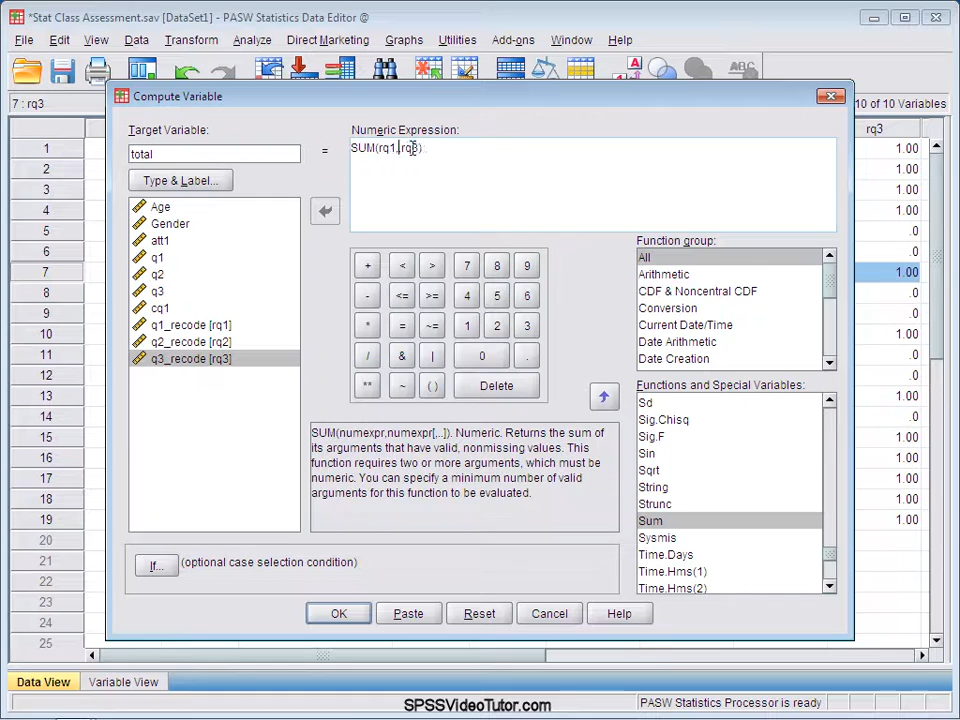 *Stat Class Assessment.sav [DataSet1] - PASW Statistics Data Editor @
File Edit View Data Transform Analyze Direct Marketing Graphs Utilities Add-ons Window Help
7 : rq3
10 of 10 Variables
Compute Variable
Target Variable:
Numeric Expression:
total
=
SUM(rq1,rq3)
Type & Label...
Age
Gender
att1
q1
q2
q3
cq1
q1_recode [rq1]
q2_recode [rq2]
q3_recode [rq3]
+ < > 7 8 9
- <= >= 4 5 6
* = ~= 1 2 3
/ & | 0 .
** ~ ( ) Delete
Function group:
All
Arithmetic
CDF & Noncentral CDF
Conversion
Current Date/Time
Date Arithmetic
Date Creation
Functions and Special Variables:
Sd
Sig.Chisq
Sig.F
Sin
Sqrt
String
Strunc
Sum
Sysmis
Time.Days
Time.Hms(1)
Time.Hms(2)
SUM(numexpr,numexpr[,..]). Numeric. Returns the sum of
its arguments that have valid, nonmissing values. This
function requires two or more arguments, which must be
numeric. You can specify a minimum number of valid
arguments for this function to be evaluated.
If... (optional case selection condition)
OK Paste Reset Cancel Help
rq3
1 1.00
2 1.00
3 1.00
4 1.00
5 .0
6 .0
7 1.00
8 .0
9 .0
10 1.00
11 .0
12 .0
13 1.00
14 .0
15 1.00
16 1.00
17 1.00
18 1.00
19 1.00
20
21
22
23
24
25
Data View Variable View
SPSSVideoTutor.com
PASW Statistics Processor is ready